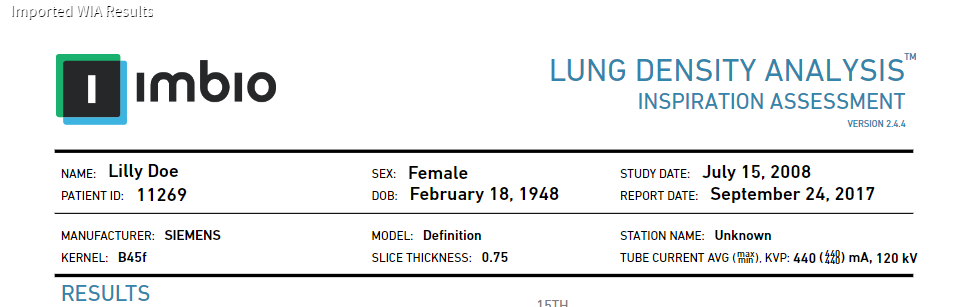 Imported WIA Results
imbio
LUNG DENSITY ANALYSIS™
INSPIRATION ASSESSMENT
VERSION 2.4.4
NAME: Lilly Doe SEX: Female STUDY DATE: July 15, 2008
PATIENT ID: 11269 DOB: February 18, 1948 REPORT DATE: September 24, 2017
MANUFACTURER: SIEMENS MODEL: Definition STATION NAME: Unknown
KERNEL: B45f SLICE THICKNESS: 0.75 TUBE CURRENT AVG (max/min), KVP: 440 (440/440) mA, 120 kV
RESULTS
15TH